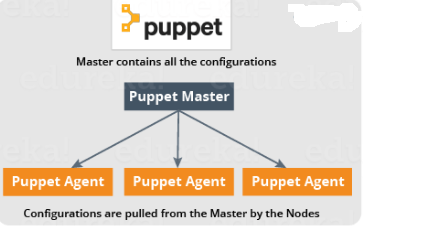 puppet
Master contains all the configurations
Puppet Master
Puppet Agent Puppet Agent Puppet Agent
Configurations are pulled from the Master by the Nodes